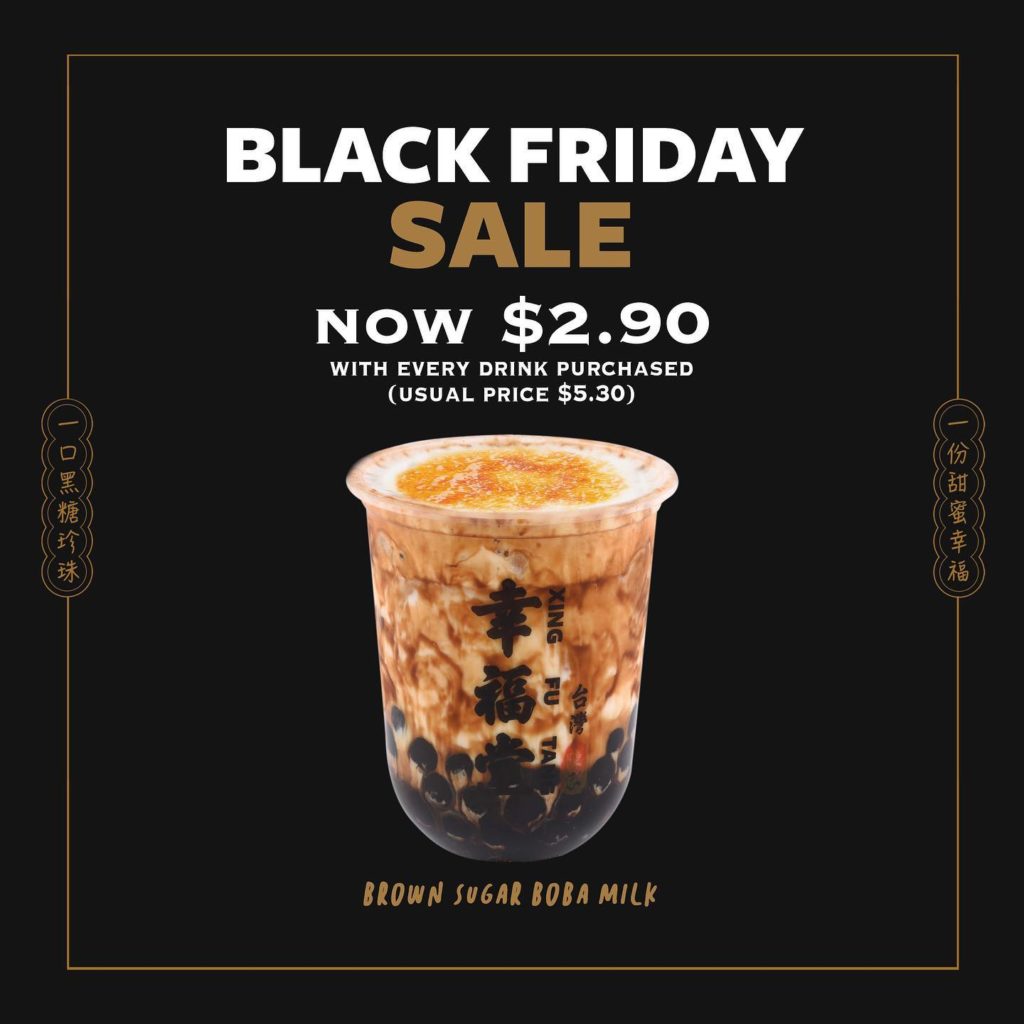 BLACK FRIDAY
SALE
NOW $2.90
WITH EVERY DRINK PURCHASED
(USUAL PRICE $5.30)
一口黑糖珍珠
一份甜蜜幸福
幸福堂
XING FU TANG
台灣
BROWN SUGAR BOBA MILK